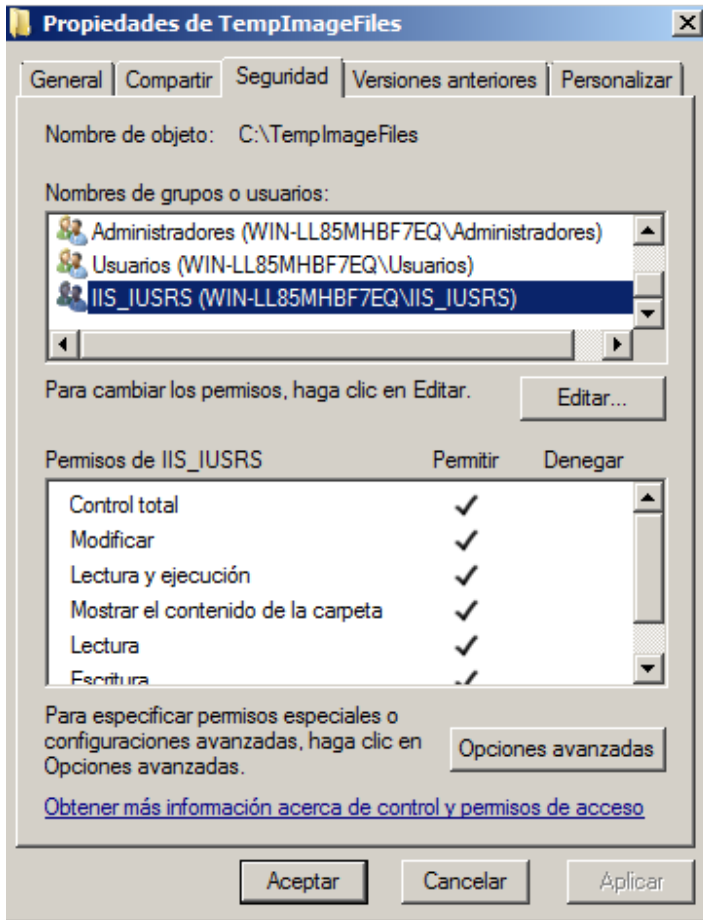 Propiedades de TempImageFiles
General Compartir Seguridad Versiones anteriores Personalizar
Nombre de objeto: C:\TempImageFiles
Nombres de grupos o usuarios:
Administradores (WIN-LL85MHBF7EQ\Administradores)
Usuarios (WIN-LL85MHBF7EQ\Usuarios)
IIS_IUSRS (WIN-LL85MHBF7EQ\IIS_IUSRS)
Para cambiar los permisos, haga clic en Editar. Editar...
Permisos de IIS_IUSRS Permitir Denegar
Control total
Modificar
Lectura y ejecución
Mostrar el contenido de la carpeta
Lectura
Escritura
Para especificar permisos especiales o
configuraciones avanzadas, haga clic en
Opciones avanzadas.
Opciones avanzadas
Obtener más información acerca de control y permisos de acceso
Aceptar Cancelar Aplicar